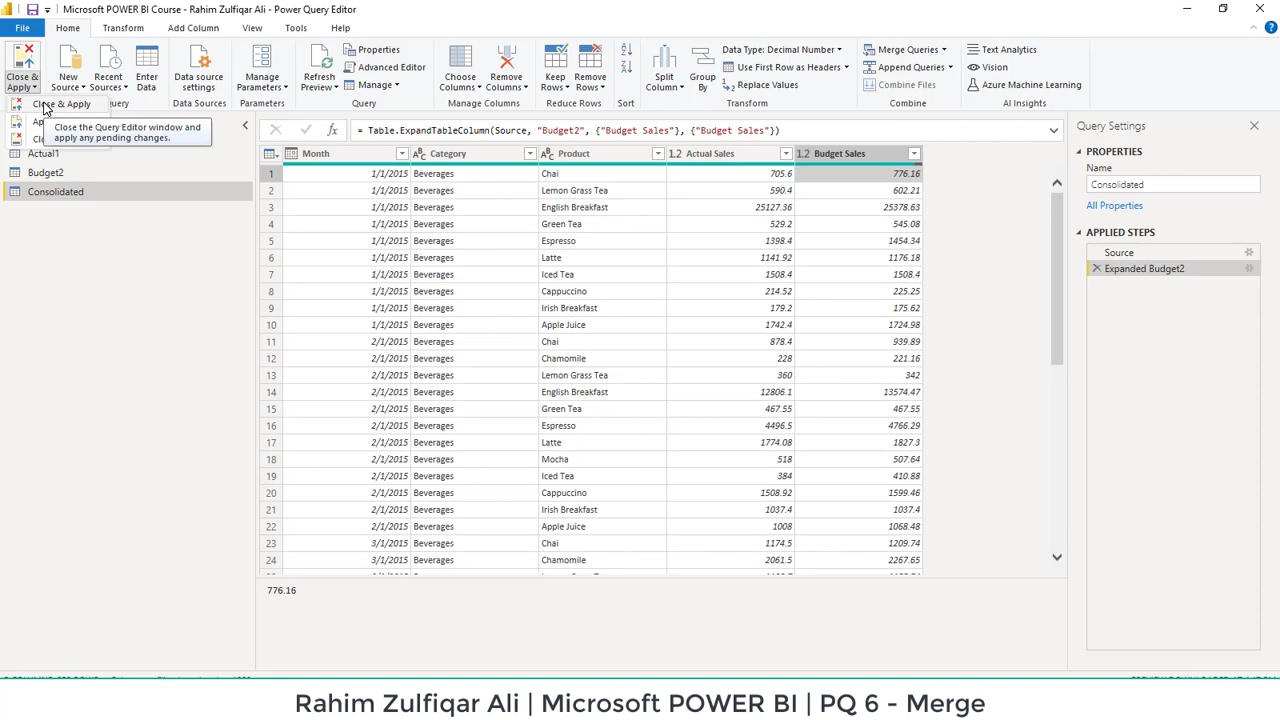 Microsoft POWER BI Course - Rahim Zulfiqar Ali - Power Query Editor
File Home Transform Add Column View Tools Help
Close & Apply
New Source
Recent Sources
Enter Data
Data source settings
Manage Parameters
Refresh Preview
Properties
Advanced Editor
Manage
Choose Columns
Remove Columns
Keep Rows
Remove Rows
Split Column
Group By
Data Type: Decimal Number
Use First Row as Headers
Replace Values
Merge Queries
Append Queries
Combine Files
Text Analytics
Vision
Azure Machine Learning
Data Sources Parameters Query Manage Columns Reduce Rows Sort Transform Combine AI Insights
Close & Apply
Close the Query Editor window and
apply any pending changes.
Actual1
Budget2
Consolidated
= Table.ExpandTableColumn(Source, "Budget2", {"Budget Sales"}, {"Budget Sales"})
Month Category Product 1.2 Actual Sales 1.2 Budget Sales
1 1/1/2015 Beverages Chai 705.6 776.16
2 1/1/2015 Beverages Lemon Grass Tea 590.4 602.21
3 1/1/2015 Beverages English Breakfast 25127.36 25378.63
4 1/1/2015 Beverages Green Tea 529.2 545.08
5 1/1/2015 Beverages Espresso 1398.4 1454.34
6 1/1/2015 Beverages Latte 1141.92 1176.18
7 1/1/2015 Beverages Iced Tea 1508.4 1508.4
8 1/1/2015 Beverages Cappuccino 214.52 225.25
9 1/1/2015 Beverages Irish Breakfast 179.2 175.62
10 1/1/2015 Beverages Apple Juice 1742.4 1724.98
11 2/1/2015 Beverages Chai 878.4 939.89
12 2/1/2015 Beverages Chamomile 228 221.16
13 2/1/2015 Beverages Lemon Grass Tea 360 342
14 2/1/2015 Beverages English Breakfast 12806.1 13574.47
15 2/1/2015 Beverages Green Tea 467.55 467.55
16 2/1/2015 Beverages Espresso 4496.5 4766.29
17 2/1/2015 Beverages Latte 1774.08 1827.3
18 2/1/2015 Beverages Mocha 518 507.64
19 2/1/2015 Beverages Iced Tea 384 410.88
20 2/1/2015 Beverages Cappuccino 1508.92 1599.46
21 2/1/2015 Beverages Irish Breakfast 1037.4 1037.4
22 2/1/2015 Beverages Apple Juice 1008 1068.48
23 3/1/2015 Beverages Chai 1174.5 1209.74
24 3/1/2015 Beverages Chamomile 2061.5 2267.65
776.16
Query Settings
PROPERTIES
Name
Consolidated
All Properties
APPLIED STEPS
Source
Expanded Budget2
Rahim Zulfiqar Ali | Microsoft POWER BI | PQ 6 - Merge